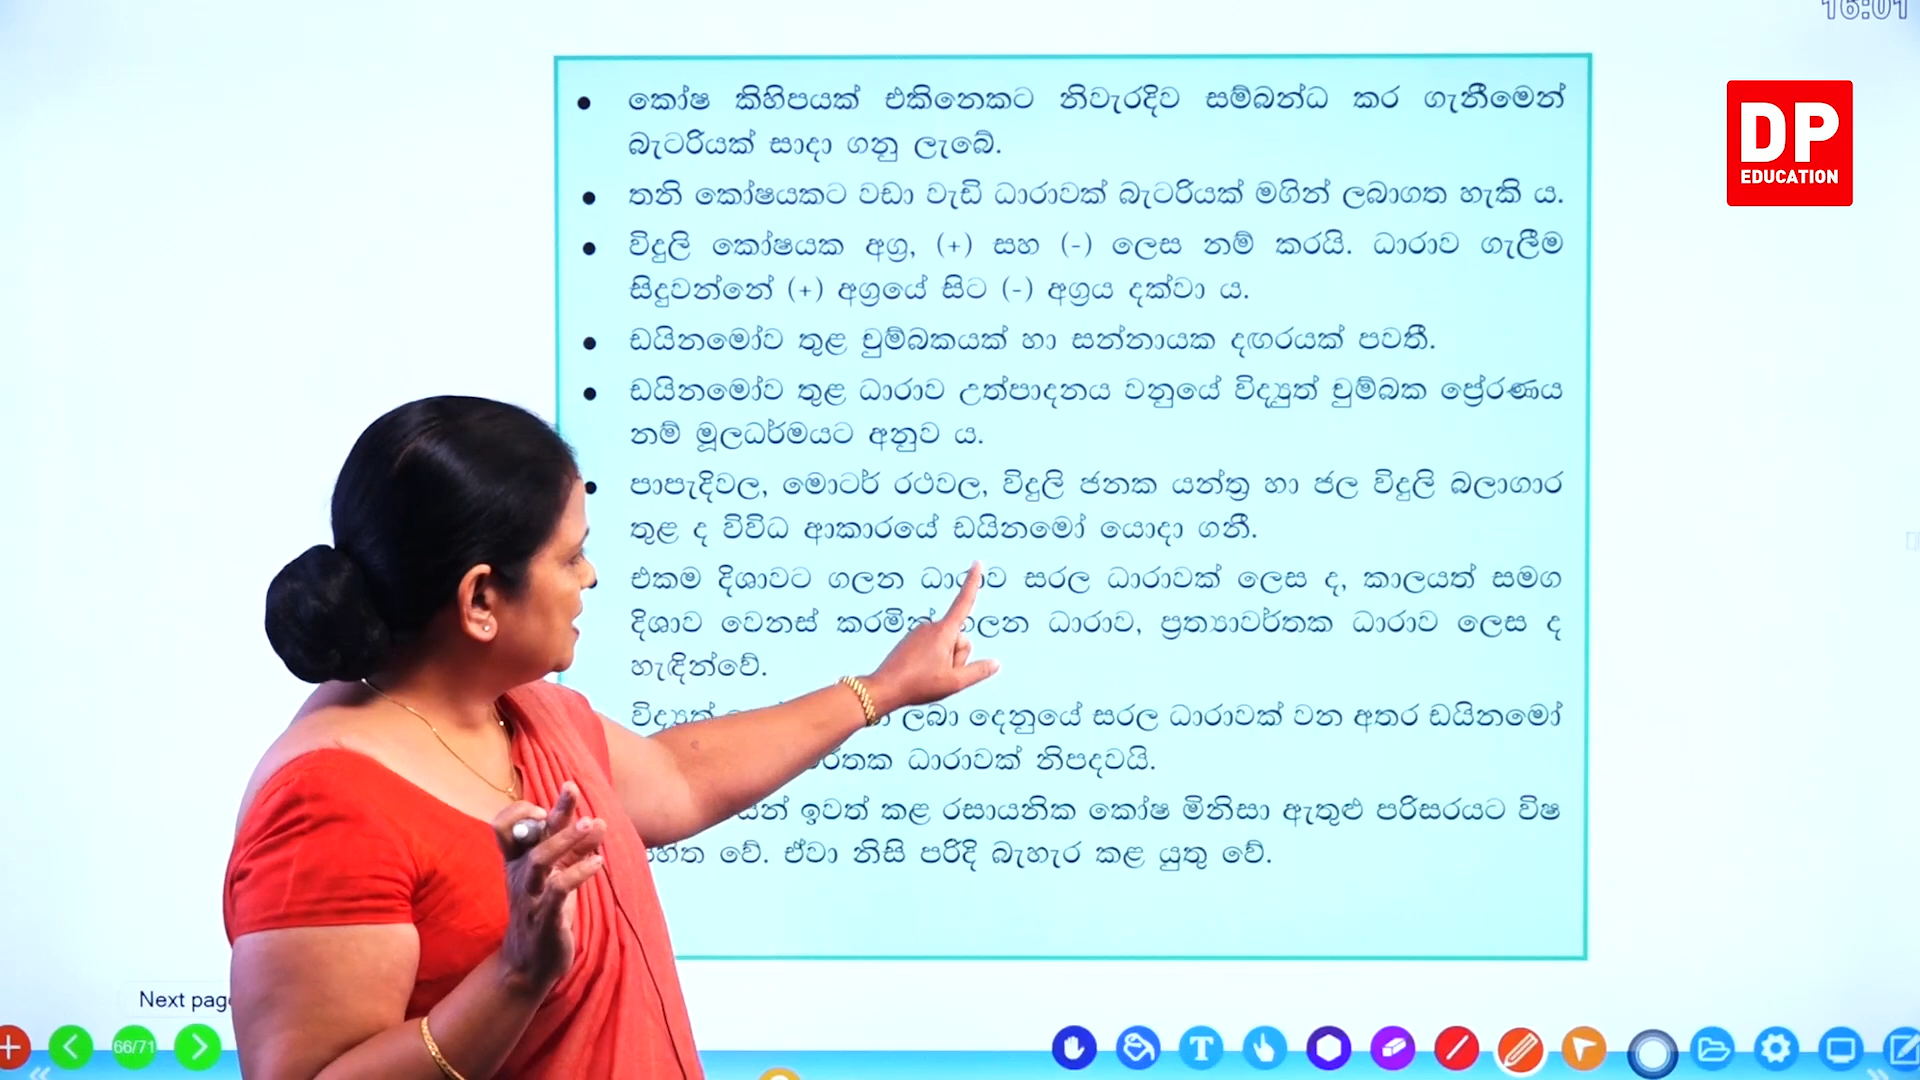 16:01
DP
EDUCATION
• කෝෂ කිහිපයක් එකිනෙකට නිවැරදිව සම්බන්ධ කර ගැනීමෙන්
බැටරියක් සාදා ගනු ලැබේ.
• තනි කෝෂයකට වඩා වැඩි ධාරාවක් බැටරියක් මගින් ලබාගත හැකි ය.
• විදුලි කෝෂයක අග්‍ර, (+) සහ (-) ලෙස නම් කරයි. ධාරාව ගැලීම
සිදුවන්නේ (+) අග්‍රයේ සිට (-) අග්‍රය දක්වා ය.
• ඩයිනමෝව තුළ චුම්බකයක් හා සන්නායක දඟරයක් පවතී.
• ඩයිනමෝව තුළ ධාරාව උත්පාදනය වනුයේ විද්‍යුත් චුම්බක ප්‍රේරණය
නම් මූලධර්මයට අනුව ය.
• පාපැදිවල, මොටර් රථවල, විදුලි ජනක යන්ත්‍ර හා ජල විදුලි බලාගාර
තුළ ද විවිධ ආකාරයේ ඩයිනමෝ යොදා ගනී.
එකම දිශාවට ගලන ධාරාව සරල ධාරාවක් ලෙස ද, කාලයත් සමග
දිශාව වෙනස් කරමින් ගලන ධාරාව, ප්‍රත්‍යාවර්තක ධාරාව ලෙස ද
හැඳින්වේ.
විද්‍යුත් ලබා දෙනුයේ සරල ධාරාවක් වන අතර ඩයිනමෝ
ධාරාවක් නිපදවයි.
ඉවත් කළ රසායනික කෝෂ මිනිසා ඇතුළු පරිසරයට විෂ
වේ. ඒවා නිසි පරිදි බැහැර කළ යුතු වේ.
Next page
66/71